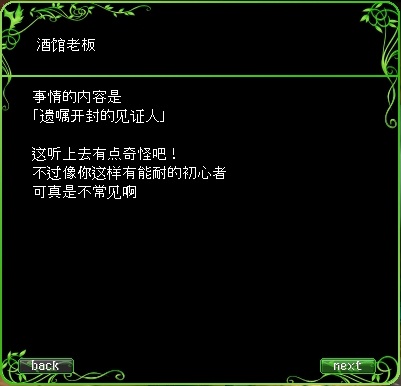 酒馆老板
事情的内容是
「遗嘱开封的见证人」
这听上去有点奇怪吧！
不过像你这样有能耐的初心者
可真是不常见啊
back
next